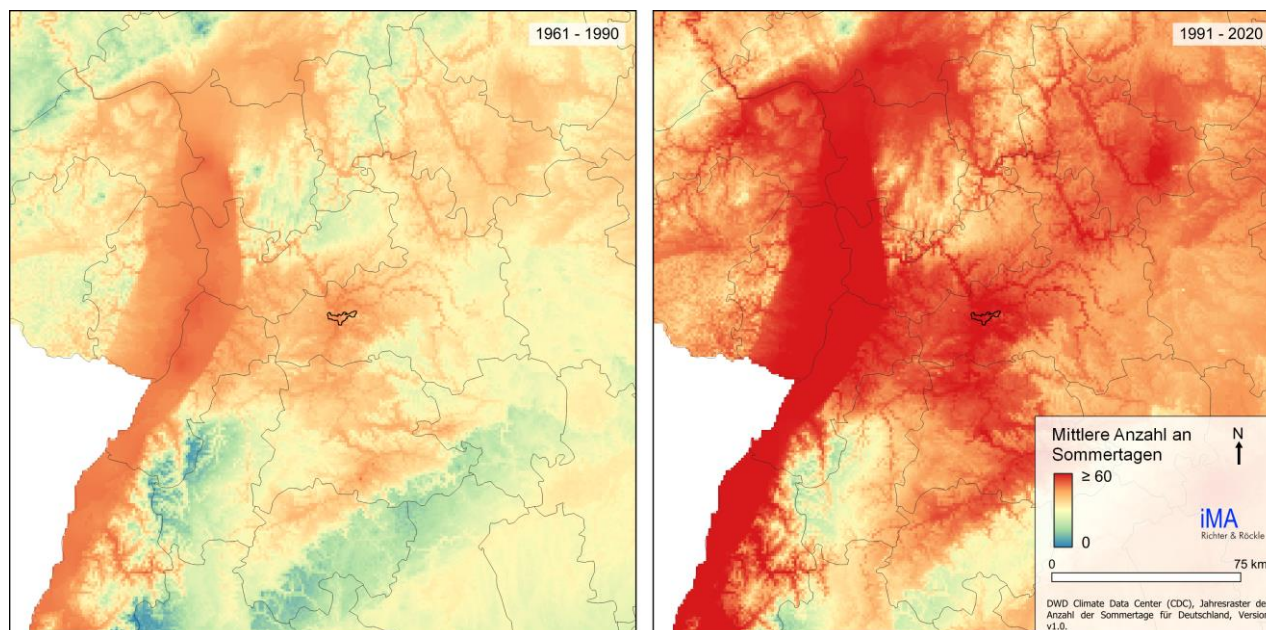 1961 - 1990
1991 - 2020
Mittlere Anzahl an
Sommertagen
N
≥ 60
0
iMA
Richter & Röckle
0
75 km
DWD Climate Data Center (CDC), Jahresraster de
Anzahl der Sommertage für Deutschland, Version
v1.0.